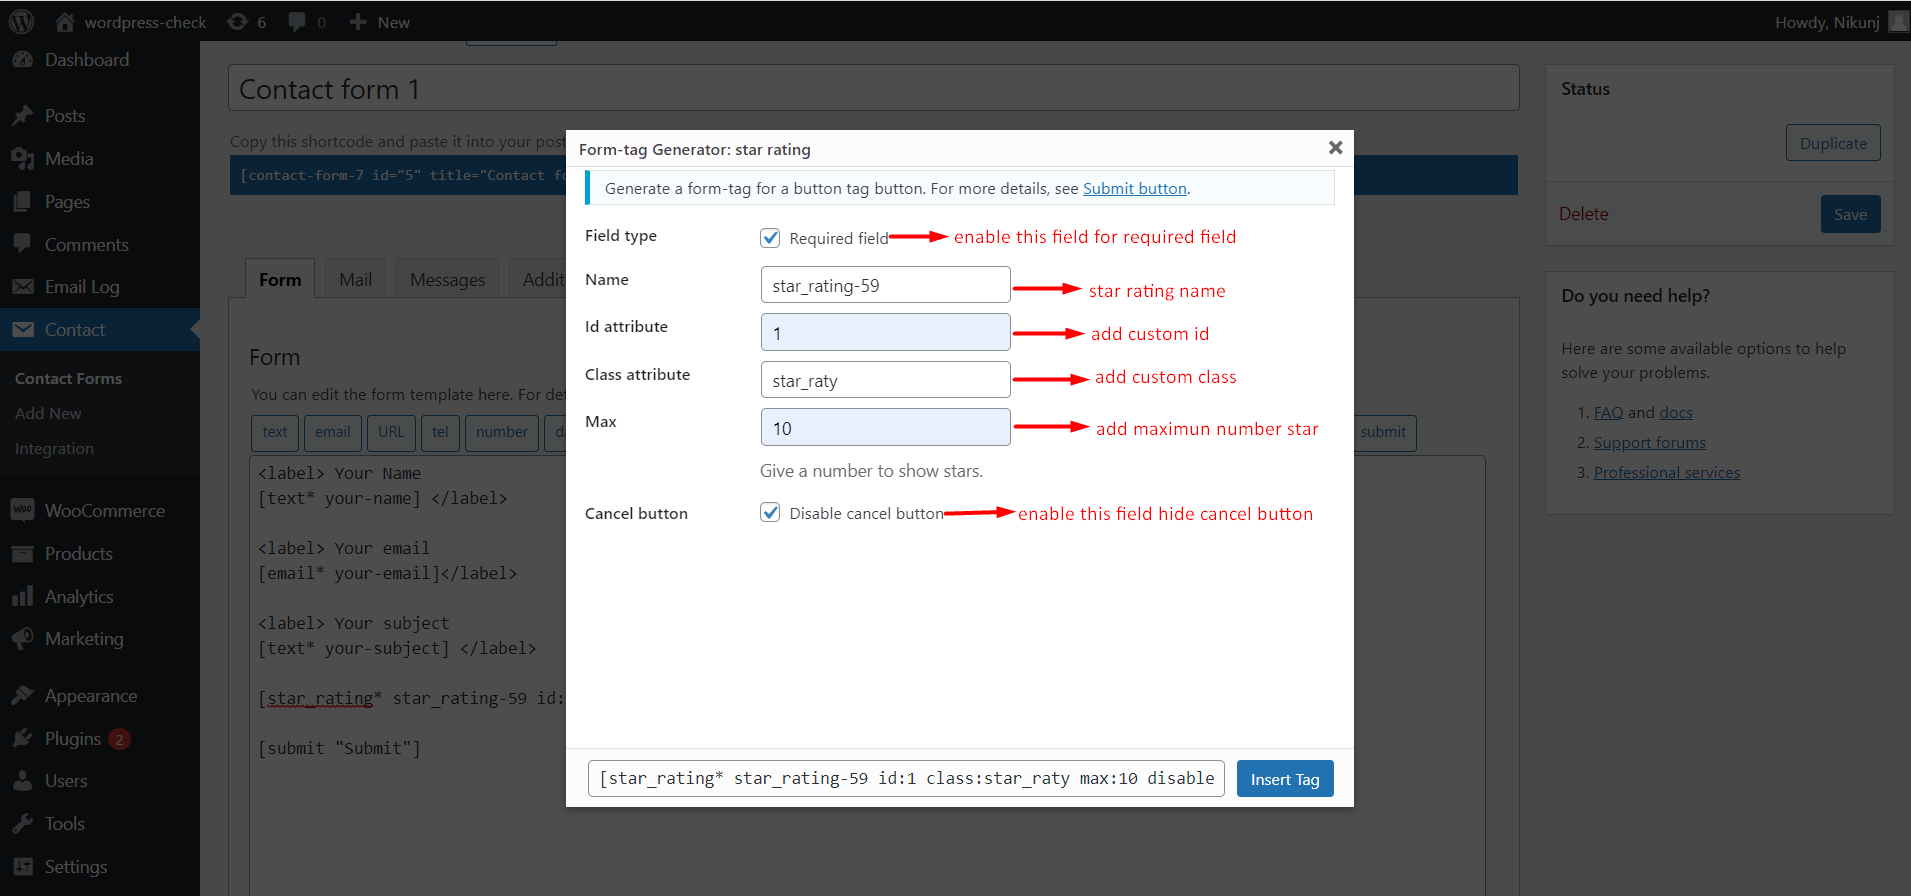 wordpress-check 6 0 New Howdy, Nikunj
Dashboard
Posts
Media
Pages
Comments
Email Log
Contact
Contact Forms
Add New
Integration
WooCommerce
Products
Analytics
Marketing
Appearance
Plugins 2
Users
Tools
Settings
Contact form 1
Copy this shortcode and paste it into your post
[contact-form-7 id="5" title="Contact
Form Mail Messages
Form
You can edit the form template here. For
text email URL tel number submit
<label> Your Name
[text* your-name] </label>
<label> Your email
[email* your-email]</label>
<label> Your subject
[text* your-subject] </label>
[star_rating* star_rating-59 id:
[submit "Submit"]
Form-tag Generator: star rating
Generate a form-tag for a button tag button. For more details, see Submit button.
Field type Required field enable this field for required field
Name star_rating-59 star rating name
Id attribute 1 add custom id
Class attribute star_raty add custom class
Max 10 add maximun number star
Give a number to show stars.
Cancel button Disable cancel button enable this field hide cancel button
[star_rating* star_rating-59 id:1 class:star_raty max:10 disable Insert Tag
Status
Duplicate
Delete Save
Do you need help?
Here are some available options to help
solve your problems.
1. FAQ and docs
2. Support forums
3. Professional services